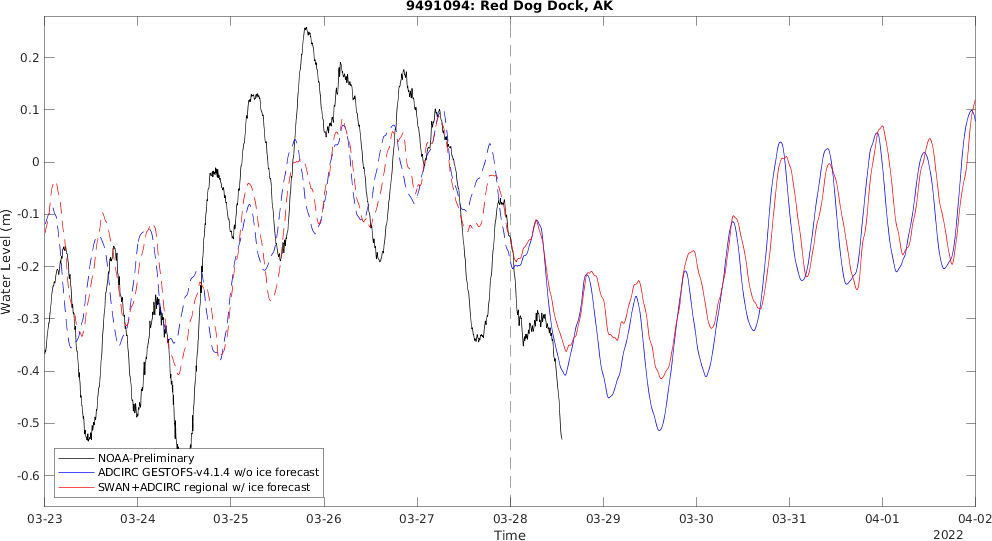 9491094: Red Dog Dock, AK
Water Level (m)
0.2
0.1
0
-0.1
-0.2
-0.3
-0.4
-0.5
-0.6
NOAA-Preliminary
ADCIRC GESTOFS-v4.1.4 w/o ice forecast
SWAN+ADCIRC regional w/ ice forecast
03-23 03-24 03-25 03-26 03-27 03-28 03-29 03-30 03-31 04-01 04-02
Time
2022